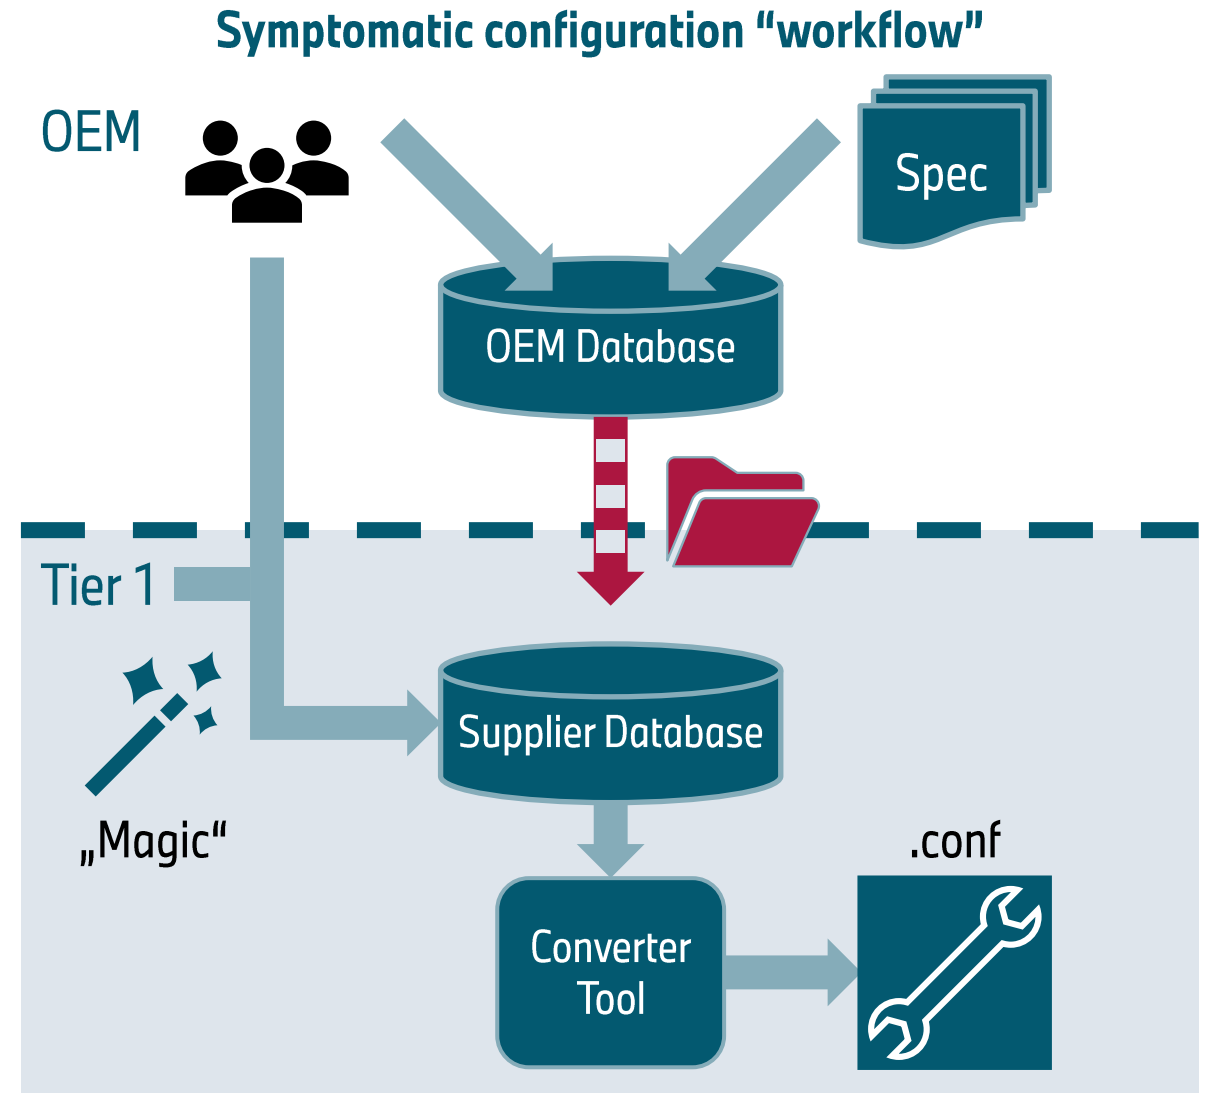 Symptomatic configuration “workflow”
OEM
Spec
OEM Database
Tier 1
Supplier Database
„Magic“
.conf
Converter
Tool